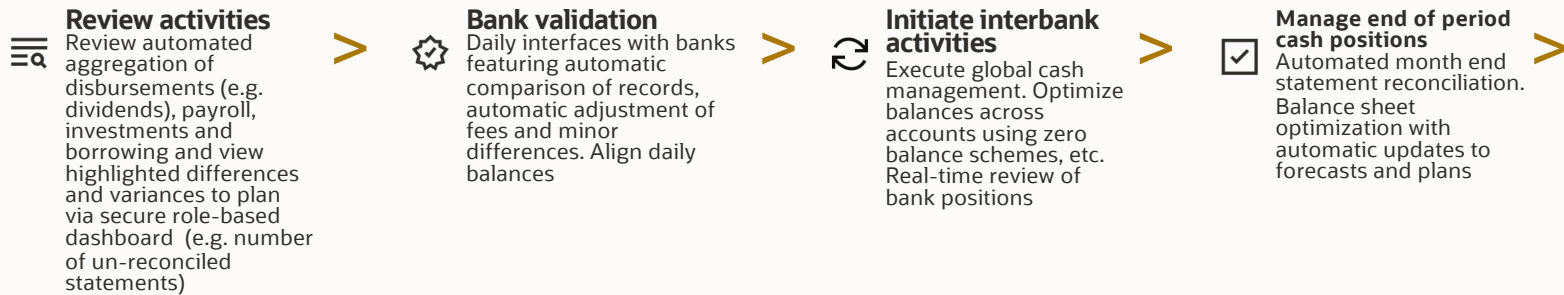 Review activities
Review automated
aggregation of
disbursements (e.g.
dividends), payroll,
investments and
borrowing and view
highlighted differences
and variances to plan
via secure role-based
dashboard  (e.g. number
of un-reconciled
statements)
>
Bank validation
Daily interfaces with banks
featuring automatic
comparison of records,
automatic adjustment of
fees and minor
differences. Align daily
balances
>
Initiate interbank
activities
Execute global cash
management. Optimize
balances across
accounts using zero
balance schemes, etc.
Real-time review of
bank positions
>
Manage end of period
cash positions
Automated month end
statement reconciliation.
Balance sheet
optimization with
automatic updates to
forecasts and plans
>